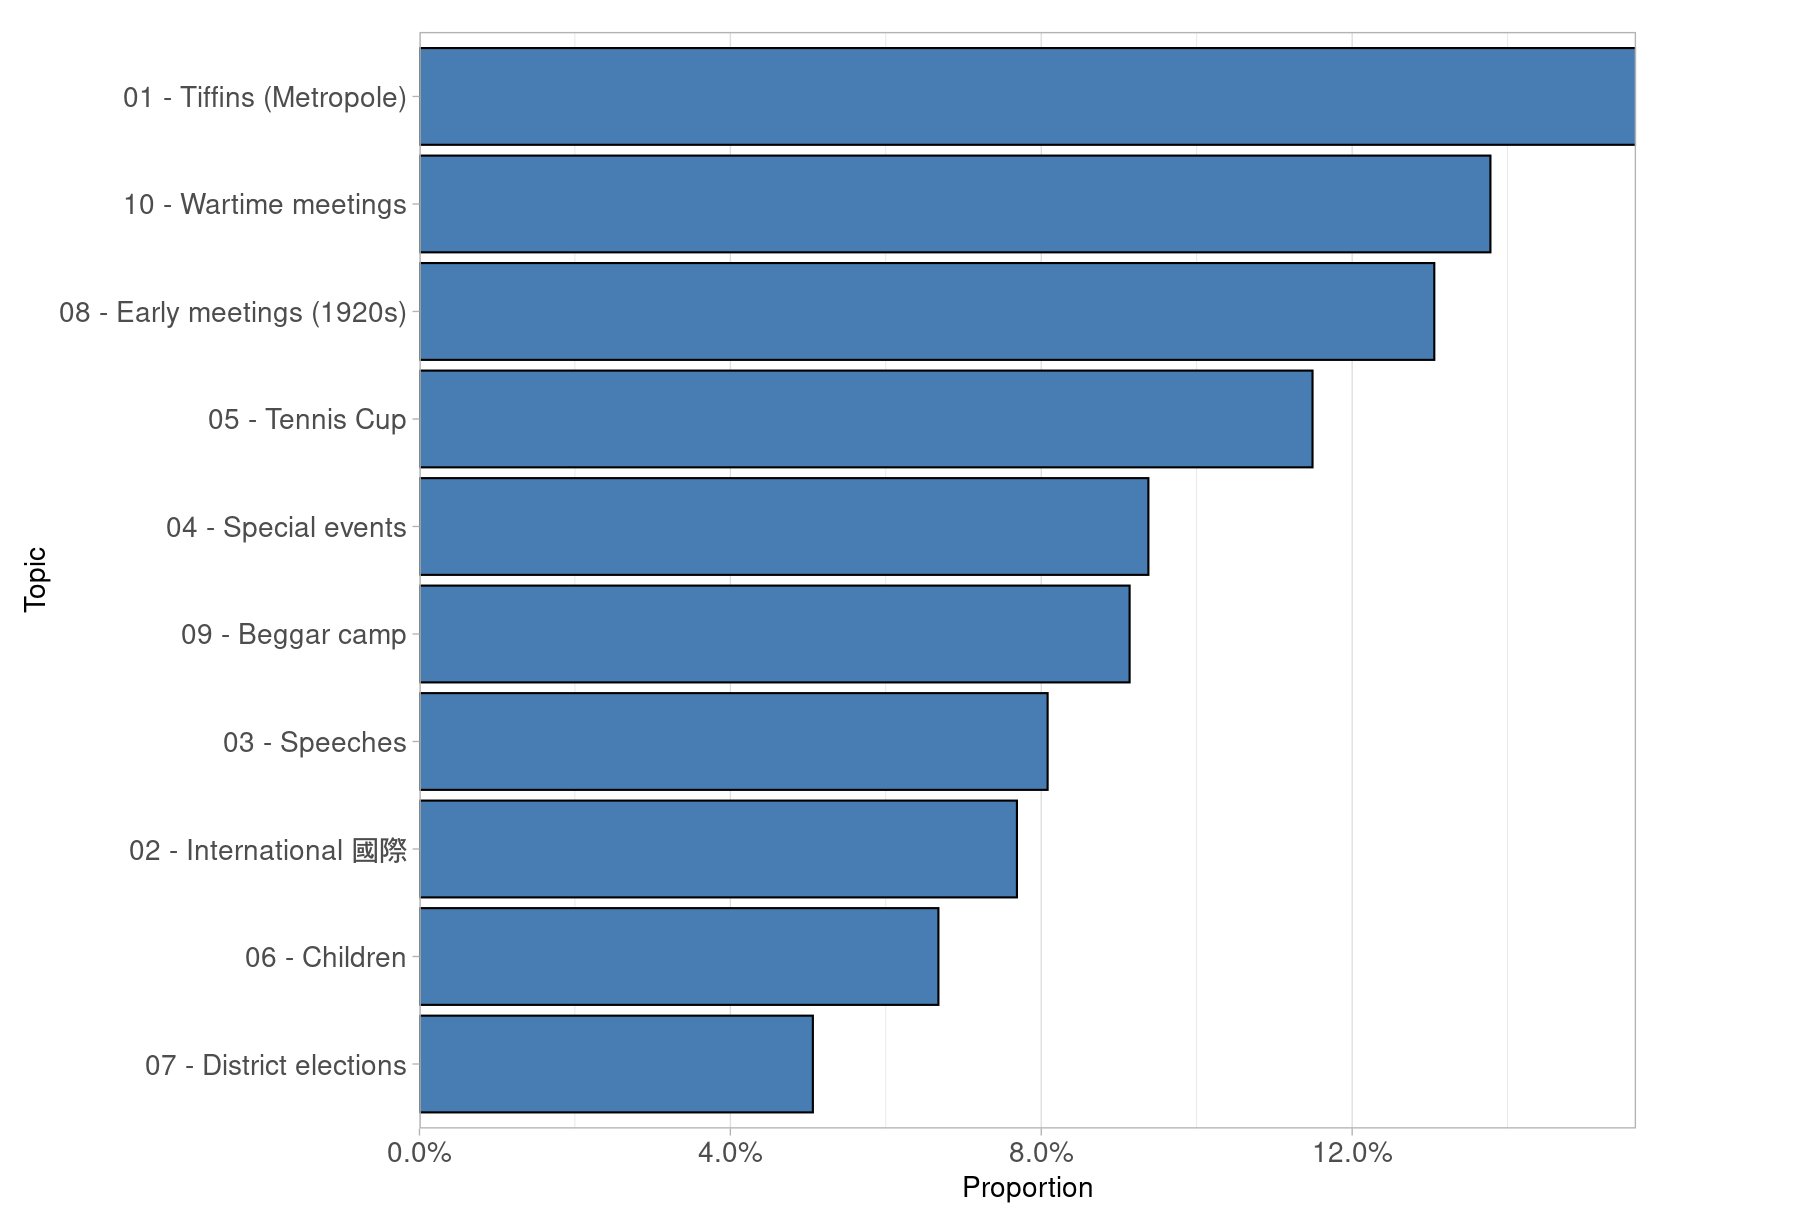 01 - Tiffins (Metropole)
10 - Wartime meetings
08 - Early meetings (1920s)
05 - Tennis Cup
04 - Special events
09 - Beggar camp
03 - Speeches
02 - International 國際
06 - Children
07 - District elections
Topic
0.0% 4.0% 8.0% 12.0%
Proportion